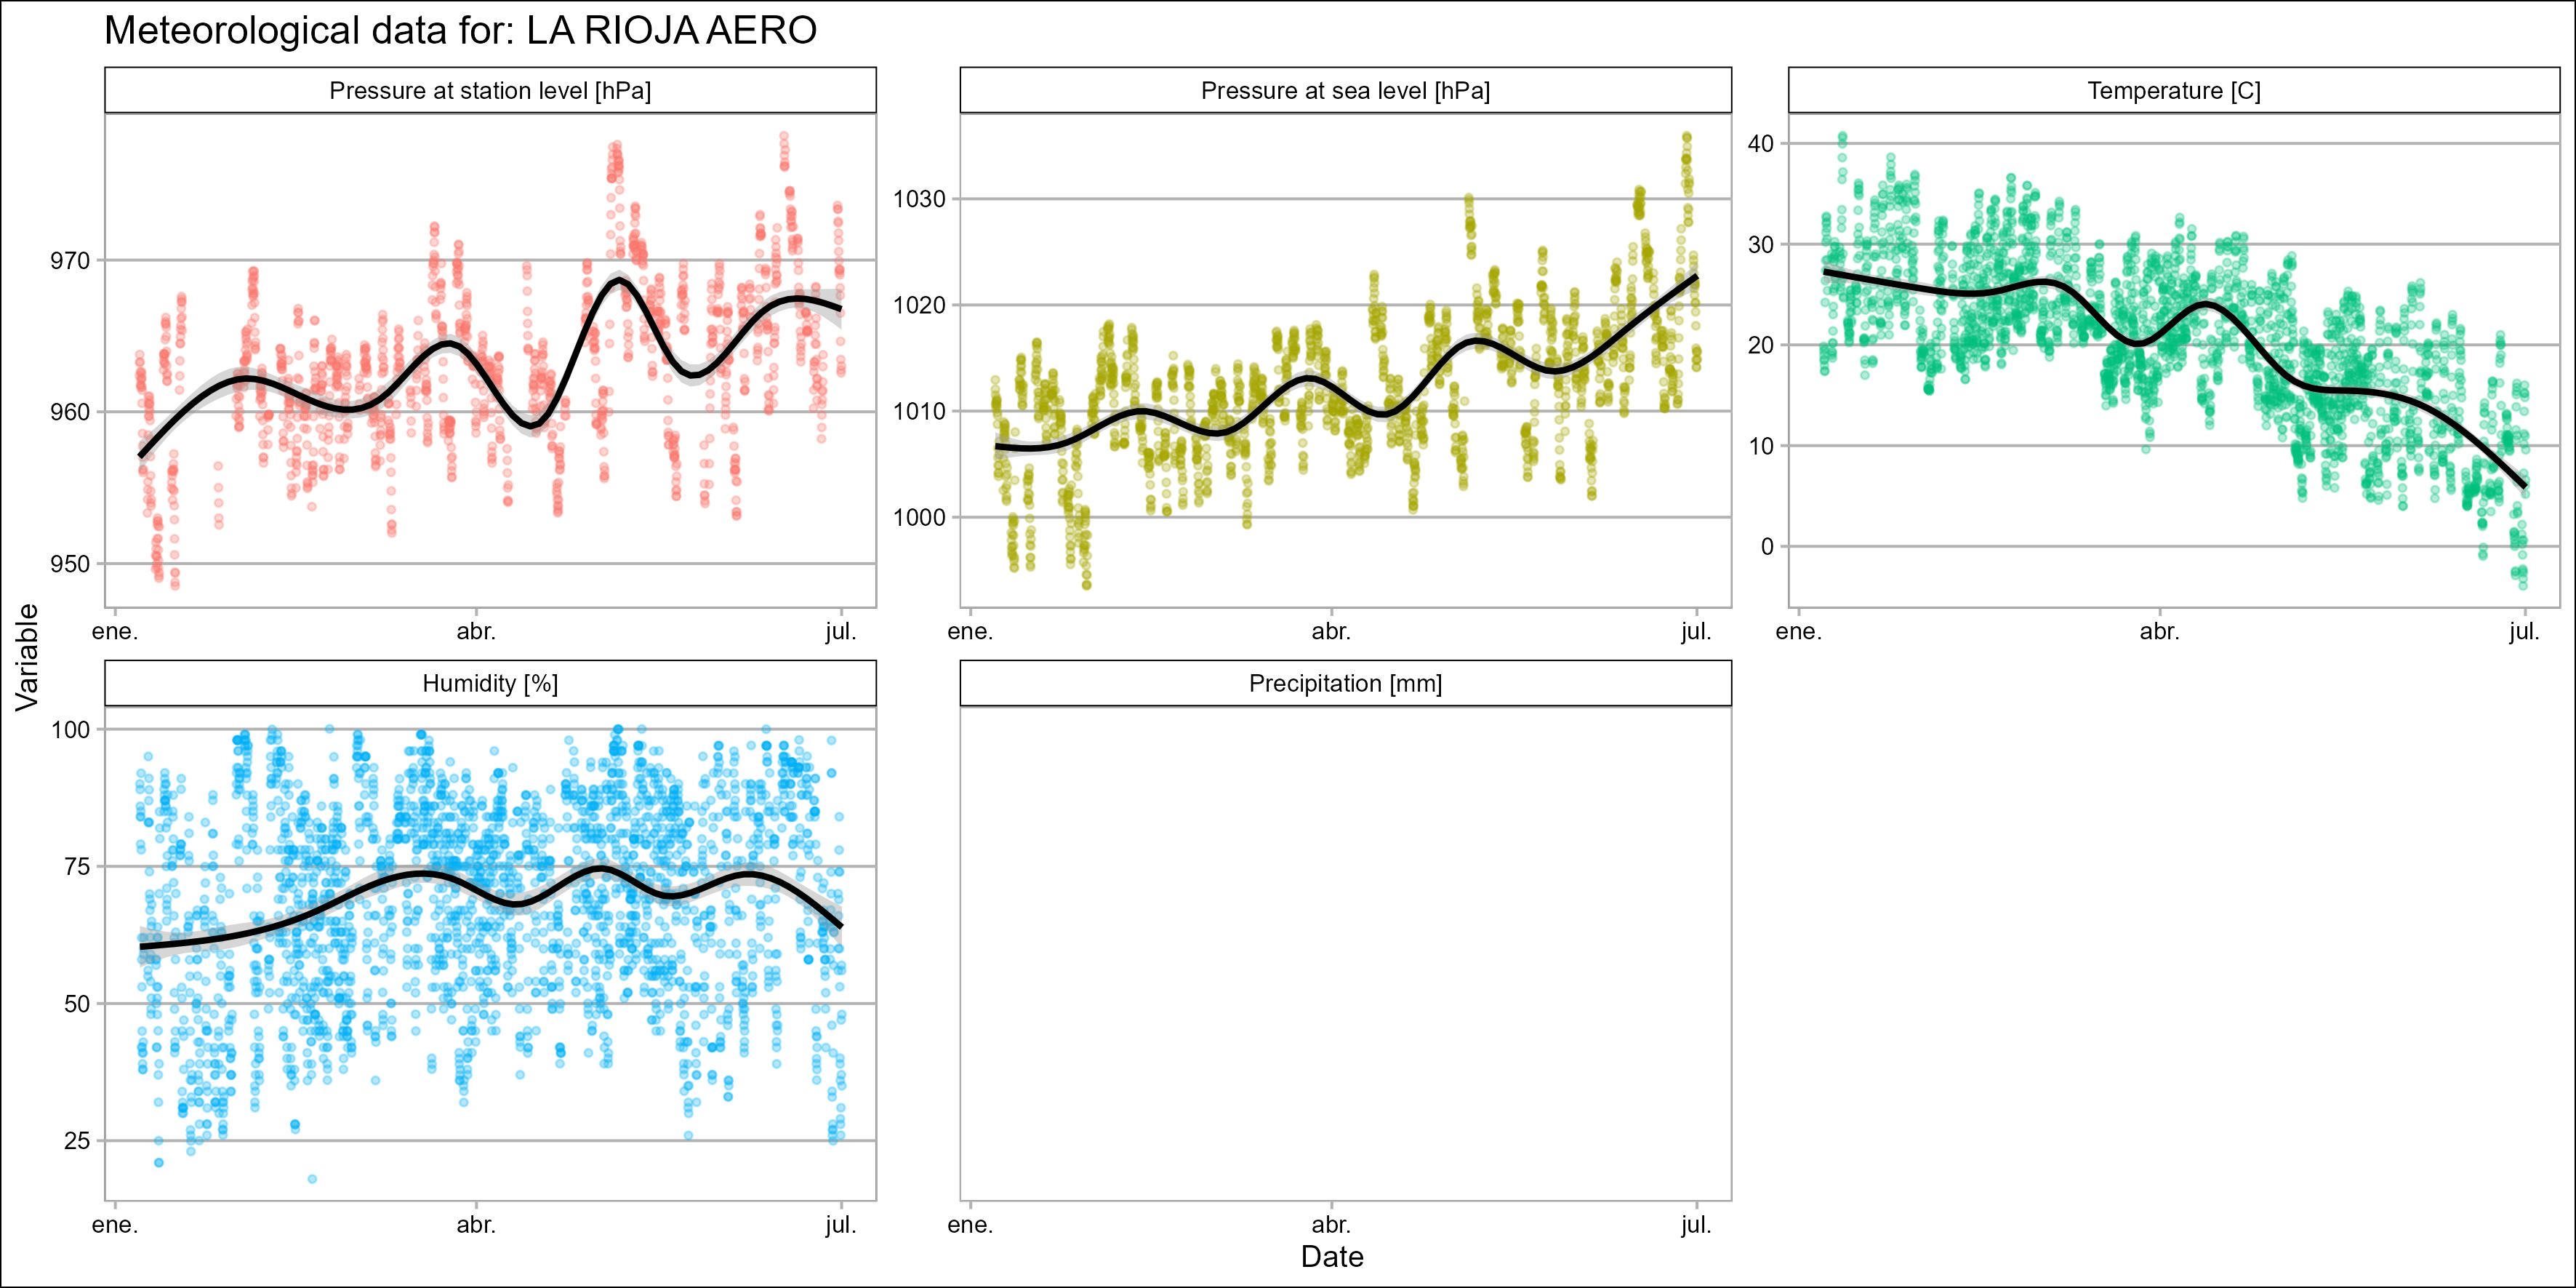 Meteorological data for: LA RIOJA AERO
Pressure at station level [hPa]
Pressure at sea level [hPa]
Temperature [C]
970
960
950
1030
1020
1010
1000
40
30
20
10
0
ene.
abr.
jul.
ene.
abr.
jul.
ene.
abr.
jul.
Variable
Humidity [%]
Precipitation [mm]
100
75
50
25
ene.
abr.
jul.
ene.
abr.
jul.
Date